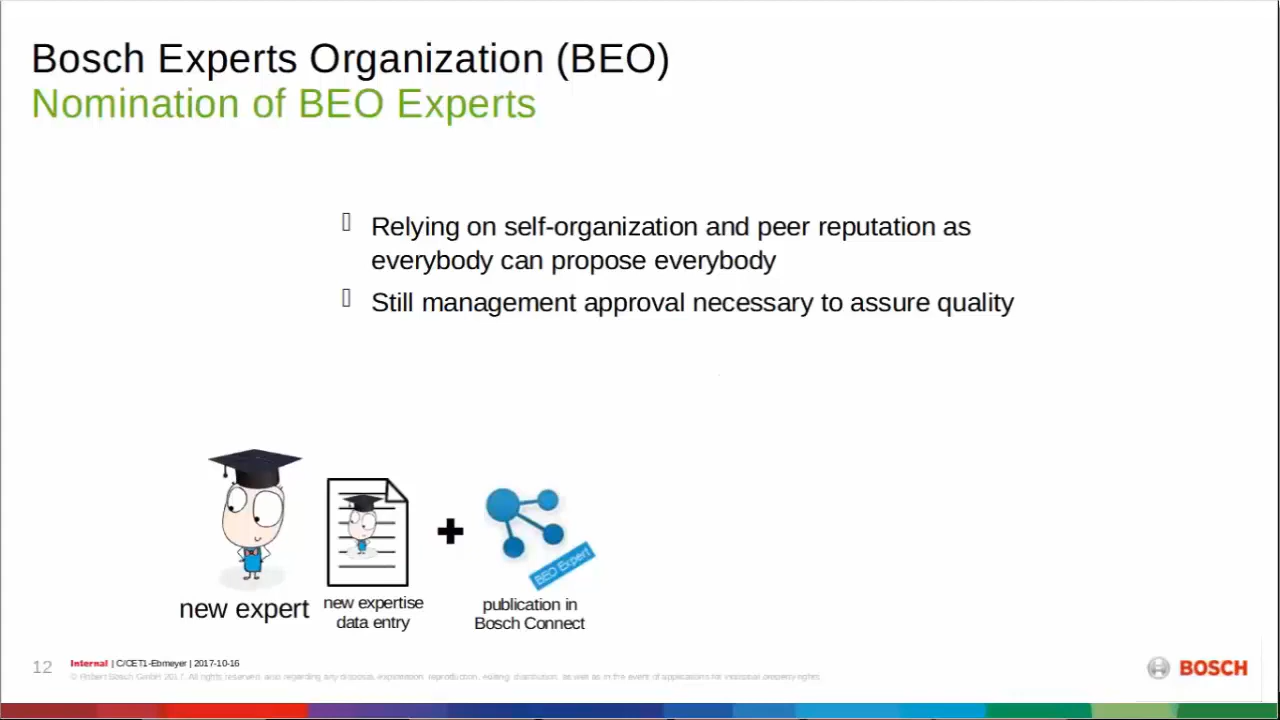 Bosch Experts Organization (BEO)
Nomination of BEO Experts
Relying on self-organization and peer reputation as
everybody can propose everybody
Still management approval necessary to assure quality
BEO Expert
new expert
new expertise
data entry
publication in
Bosch Connect
12
Internal | C/CET1-Ebmeyer | 2017-10-16
© Robert Bosch GmbH 2017. All rights reserved, also regarding any disposal, exploitation, reproduction, editing, distribution, as well as in the event of applications for industrial property rights.
BOSCH